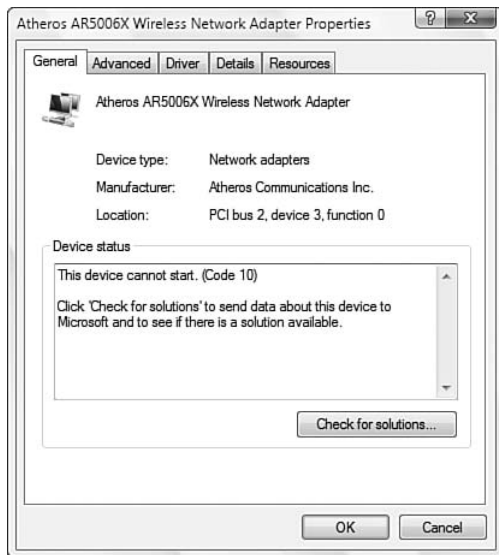 Atheros AR5006X Wireless Network Adapter Properties
General Advanced Driver Details Resources
Atheros AR5006X Wireless Network Adapter
Device type: Network adapters
Manufacturer: Atheros Communications Inc.
Location: PCI bus 2, device 3, function 0
Device status
This device cannot start. (Code 10)
Click 'Check for solutions' to send data about this device to
Microsoft and to see if there is a solution available.
Check for solutions...
OK Cancel